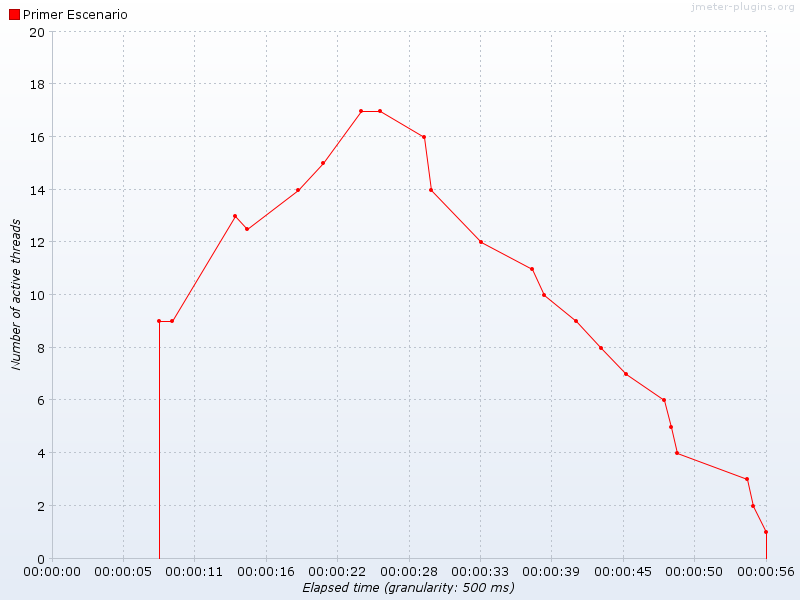 jmeter-plugins.org
Primer Escenario
20
18
16
14
12
10
8
6
4
2
0
Number of active threads
00:00:00 00:00:05 00:00:11 00:00:16 00:00:22 00:00:28 00:00:33 00:00:39 00:00:45 00:00:50 00:00:56
Elapsed time (granularity: 500 ms)